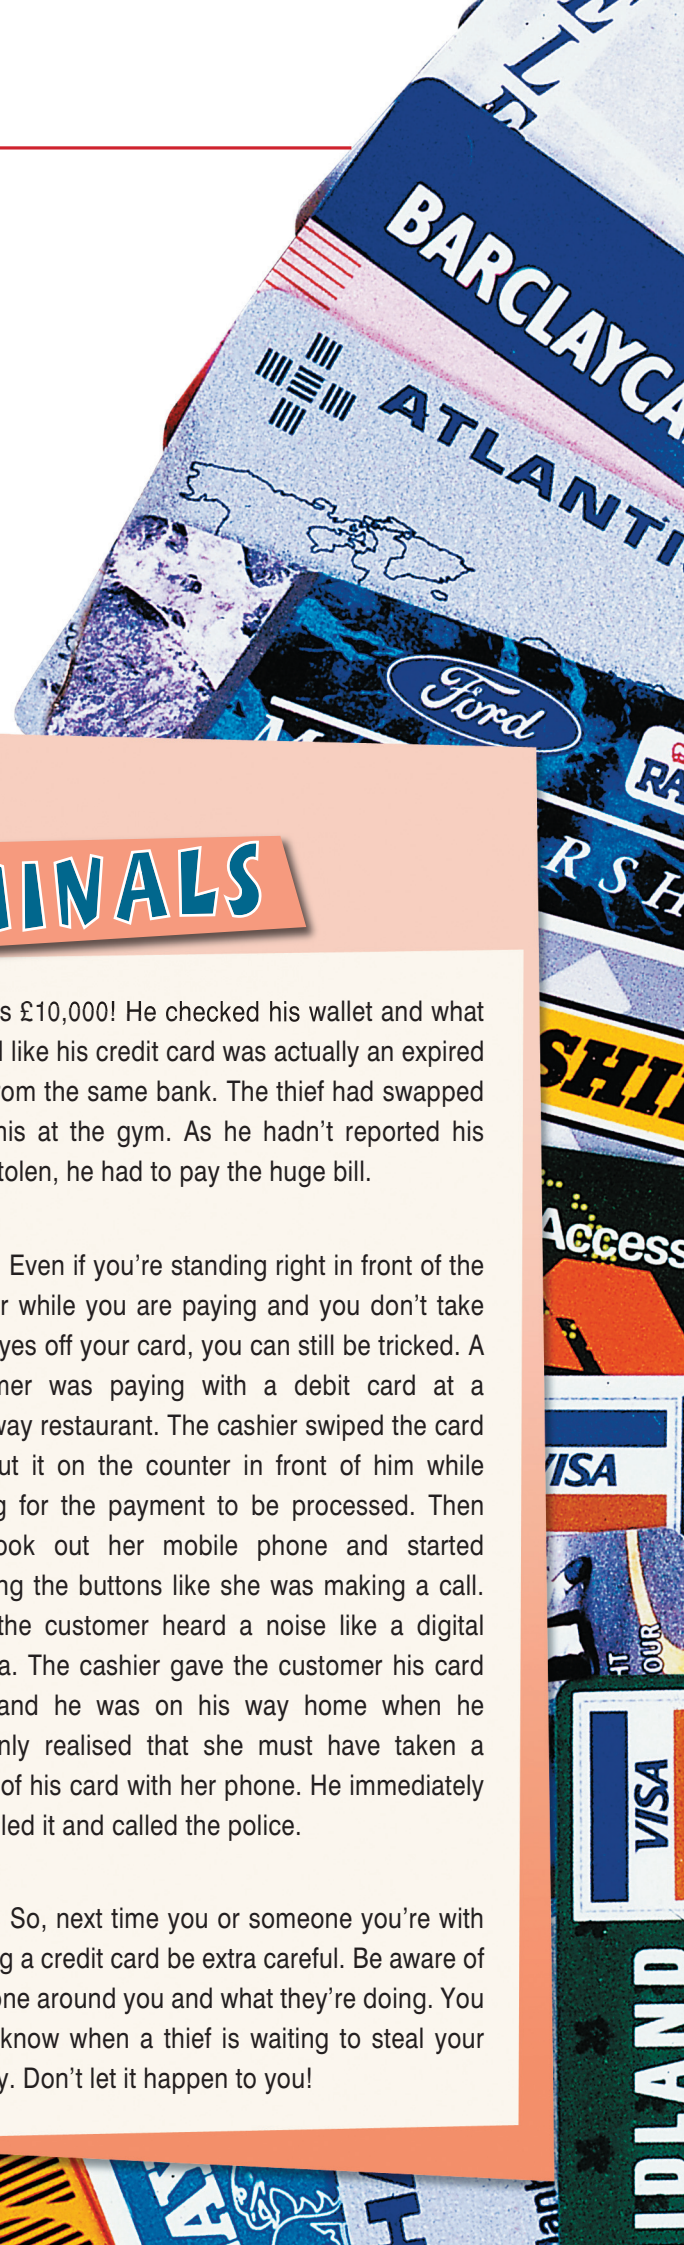 E
L
E
BARCLAYCA
ATLANTI
Ford
RA
RSH
SHI
Access
VISA
HT
OUR
VISA
IDLAND
MINALS
s £10,000! He checked his wallet and what
l like his credit card was actually an expired
rom the same bank. The thief had swapped
his at the gym. As he hadn't reported his
tolen, he had to pay the huge bill.
Even if you're standing right in front of the
r while you are paying and you don't take
yes off your card, you can still be tricked. A
mer was paying with a debit card at a
way restaurant. The cashier swiped the card
ut it on the counter in front of him while
g for the payment to be processed. Then
ook out her mobile phone and started
ng the buttons like she was making a call.
the customer heard a noise like a digital
a. The cashier gave the customer his card
and he was on his way home when he
nly realised that she must have taken a
of his card with her phone. He immediately
led it and called the police.
So, next time you or someone you're with
g a credit card be extra careful. Be aware of
one around you and what they're doing. You
know when a thief is waiting to steal your
y. Don't let it happen to you!